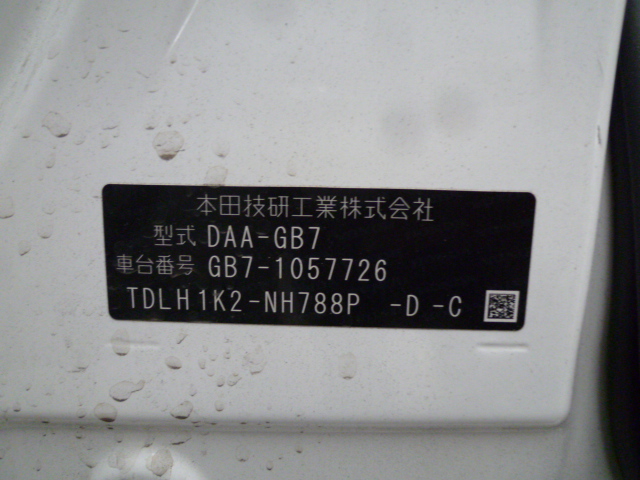 本田技研工業株式会社
型式 DAA-GB7
車台番号 GB7-1057726
TDLH1K2-NH788P -D -C